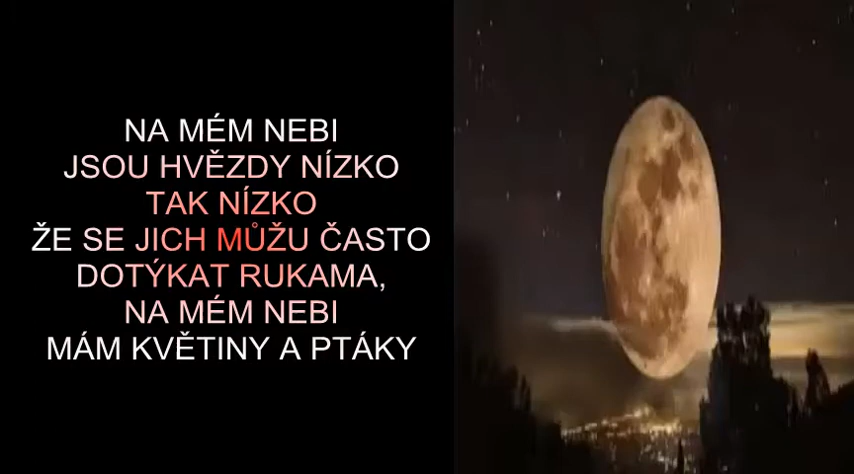 NA MÉM NEBI
JSOU HVĚZDY NÍZKO
TAK NÍZKO
ŽE SE JICH MŮŽU ČASTO
DOTÝKAT RUKAMA,
NA MÉM NEBI
MÁM KVĚTINY A PTÁKY